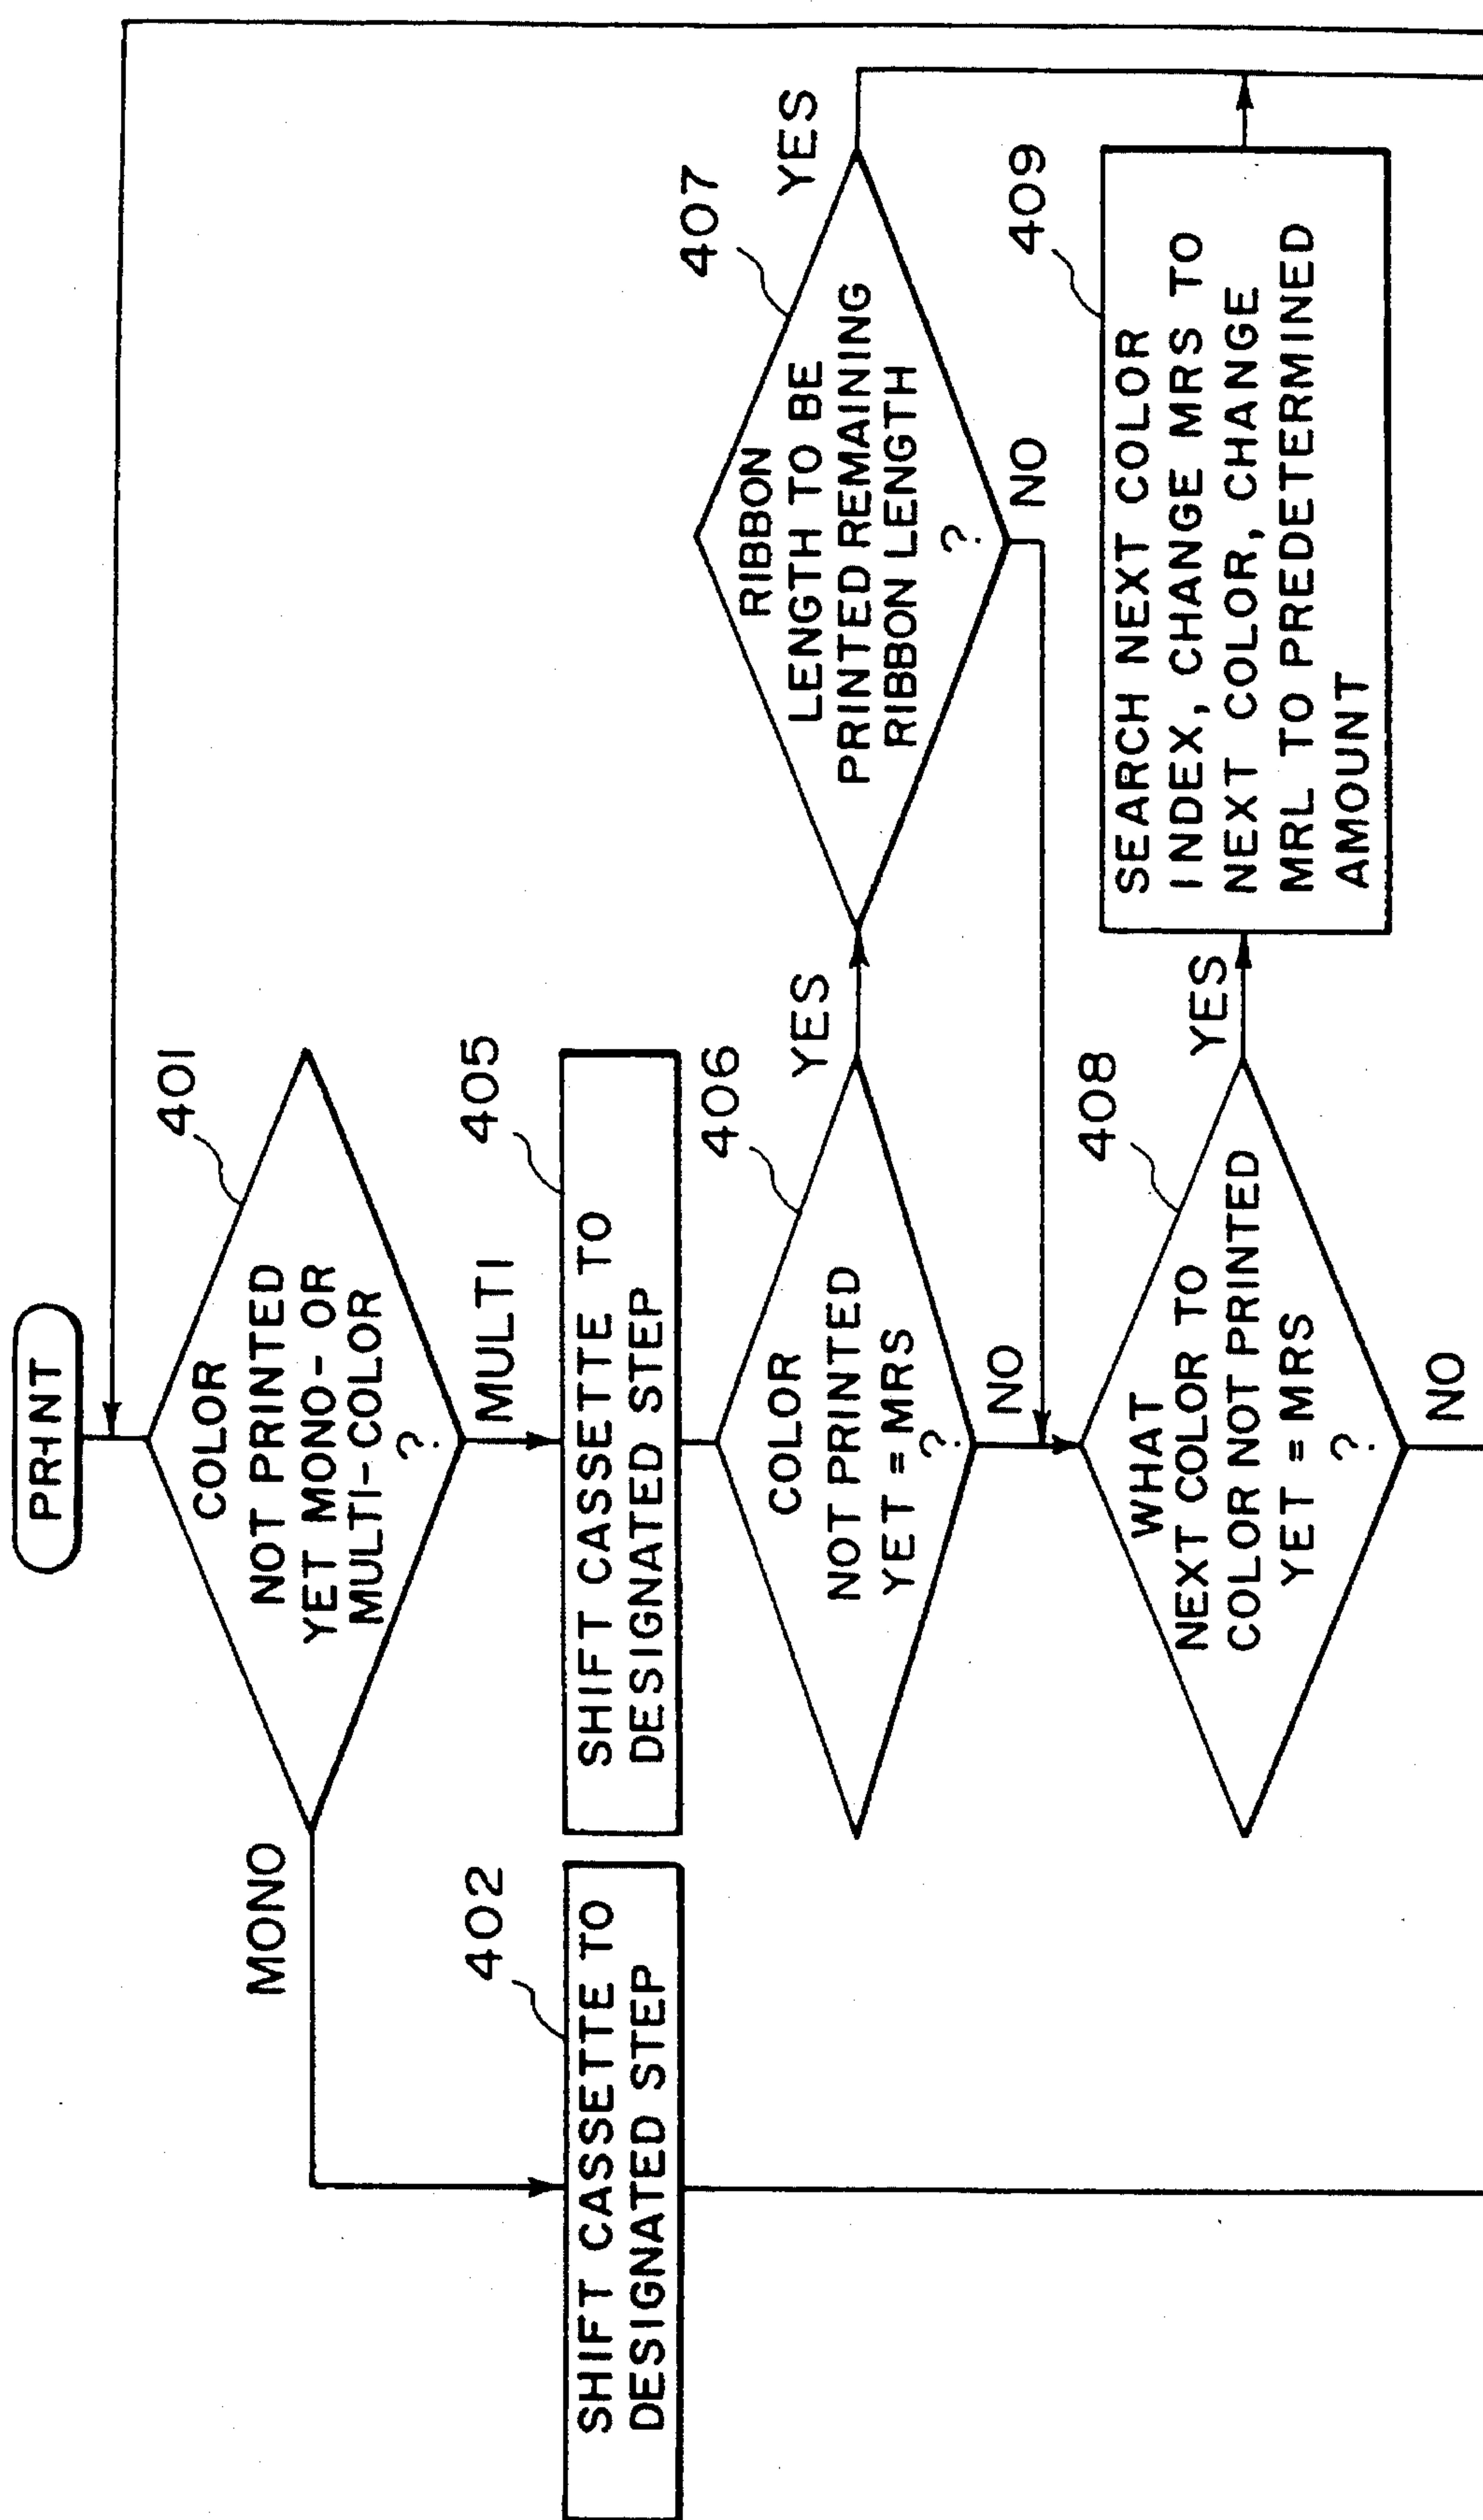 PRINT
401
COLOR
NOT PRINTED
YET MONO- OR
MULTI-COLOR
?
MONO
MULTI
402
SHIFT CASSETTE TO
DESIGNATED STEP
405
SHIFT CASSETTE TO
DESIGNATED STEP
406
COLOR
NOT PRINTED
YET = MRS
?
YES
NO
407
RIBBON
LENGTH TO BE
PRINTED REMAINING
RIBBON LENGTH
?
YES
NO
408
WHAT
NEXT COLOR TO
COLOR NOT PRINTED
YET = MRS
?
YES
NO
409
SEARCH NEXT COLOR
INDEX, CHANGE MRS TO
NEXT COLOR, CHANGE
MRL TO PREDETERMINED
AMOUNT